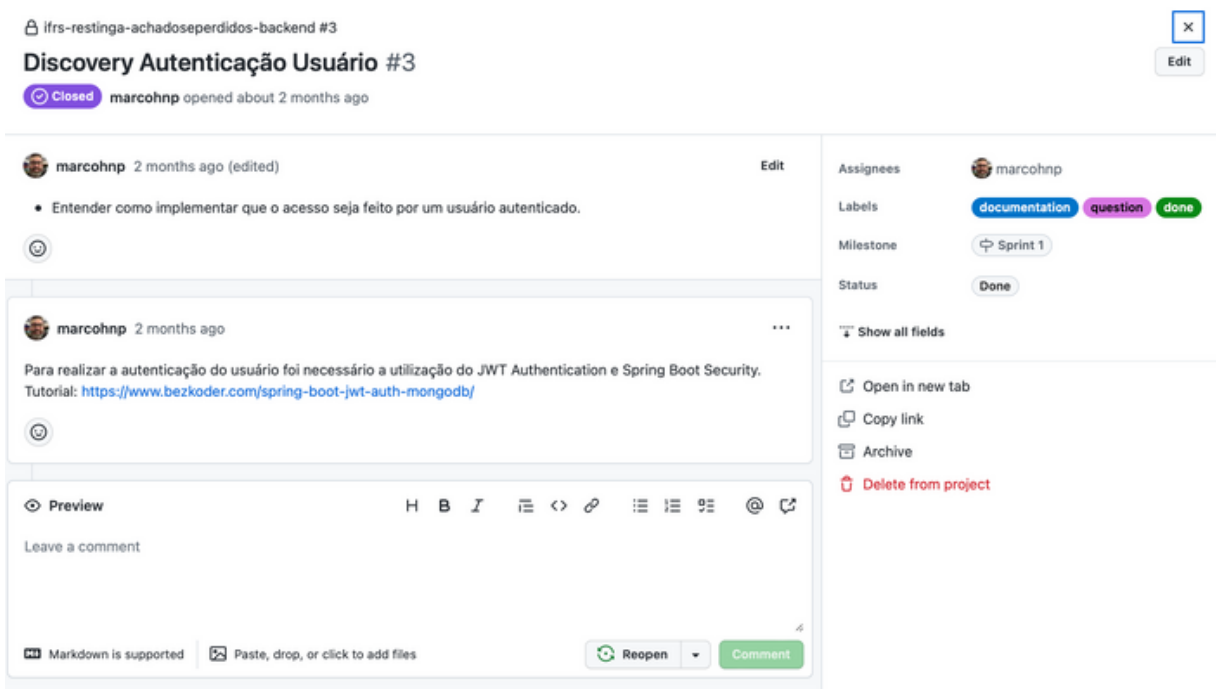 ifrs-restinga-achadoseperdidos-backend #3
Discovery Autenticação Usuário #3
Edit
Closed marcohnp opened about 2 months ago
marcohnp 2 months ago (edited)
Edit
Entender como implementar que o acesso seja feito por um usuário autenticado.
marcohnp 2 months ago
Para realizar a autenticação do usuário foi necessário a utilização do JWT Authentication e Spring Boot Security.
Tutorial: https://www.bezkoder.com/spring-boot-jwt-auth-mongodb/
Preview
Leave a comment
Markdown is supported
Paste, drop, or click to add files
Reopen
Comment
Assignees marcohnp
Labels documentation question done
Milestone Sprint 1
Status Done
Show all fields
Open in new tab
Copy link
Archive
Delete from project